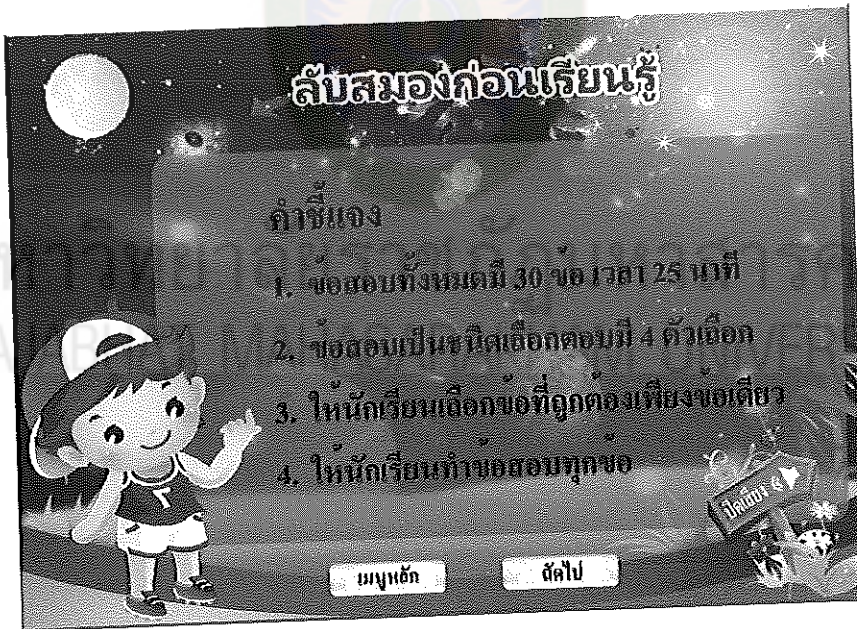 ลับสมองก่อนเรียนรู้
คำชี้แจง
1. ข้อสอบทั้งหมดมี 30 ข้อ เวลา 25 นาที
2. ข้อสอบเป็นชนิดเลือกตอบมี 4 ตัวเลือก
3. ให้นักเรียนเลือกข้อที่ถูกต้องเพียงข้อเดียว
4. ให้นักเรียนทำข้อสอบทุกข้อ
ปิดเสียง
เมนูหลัก
ถัดไป